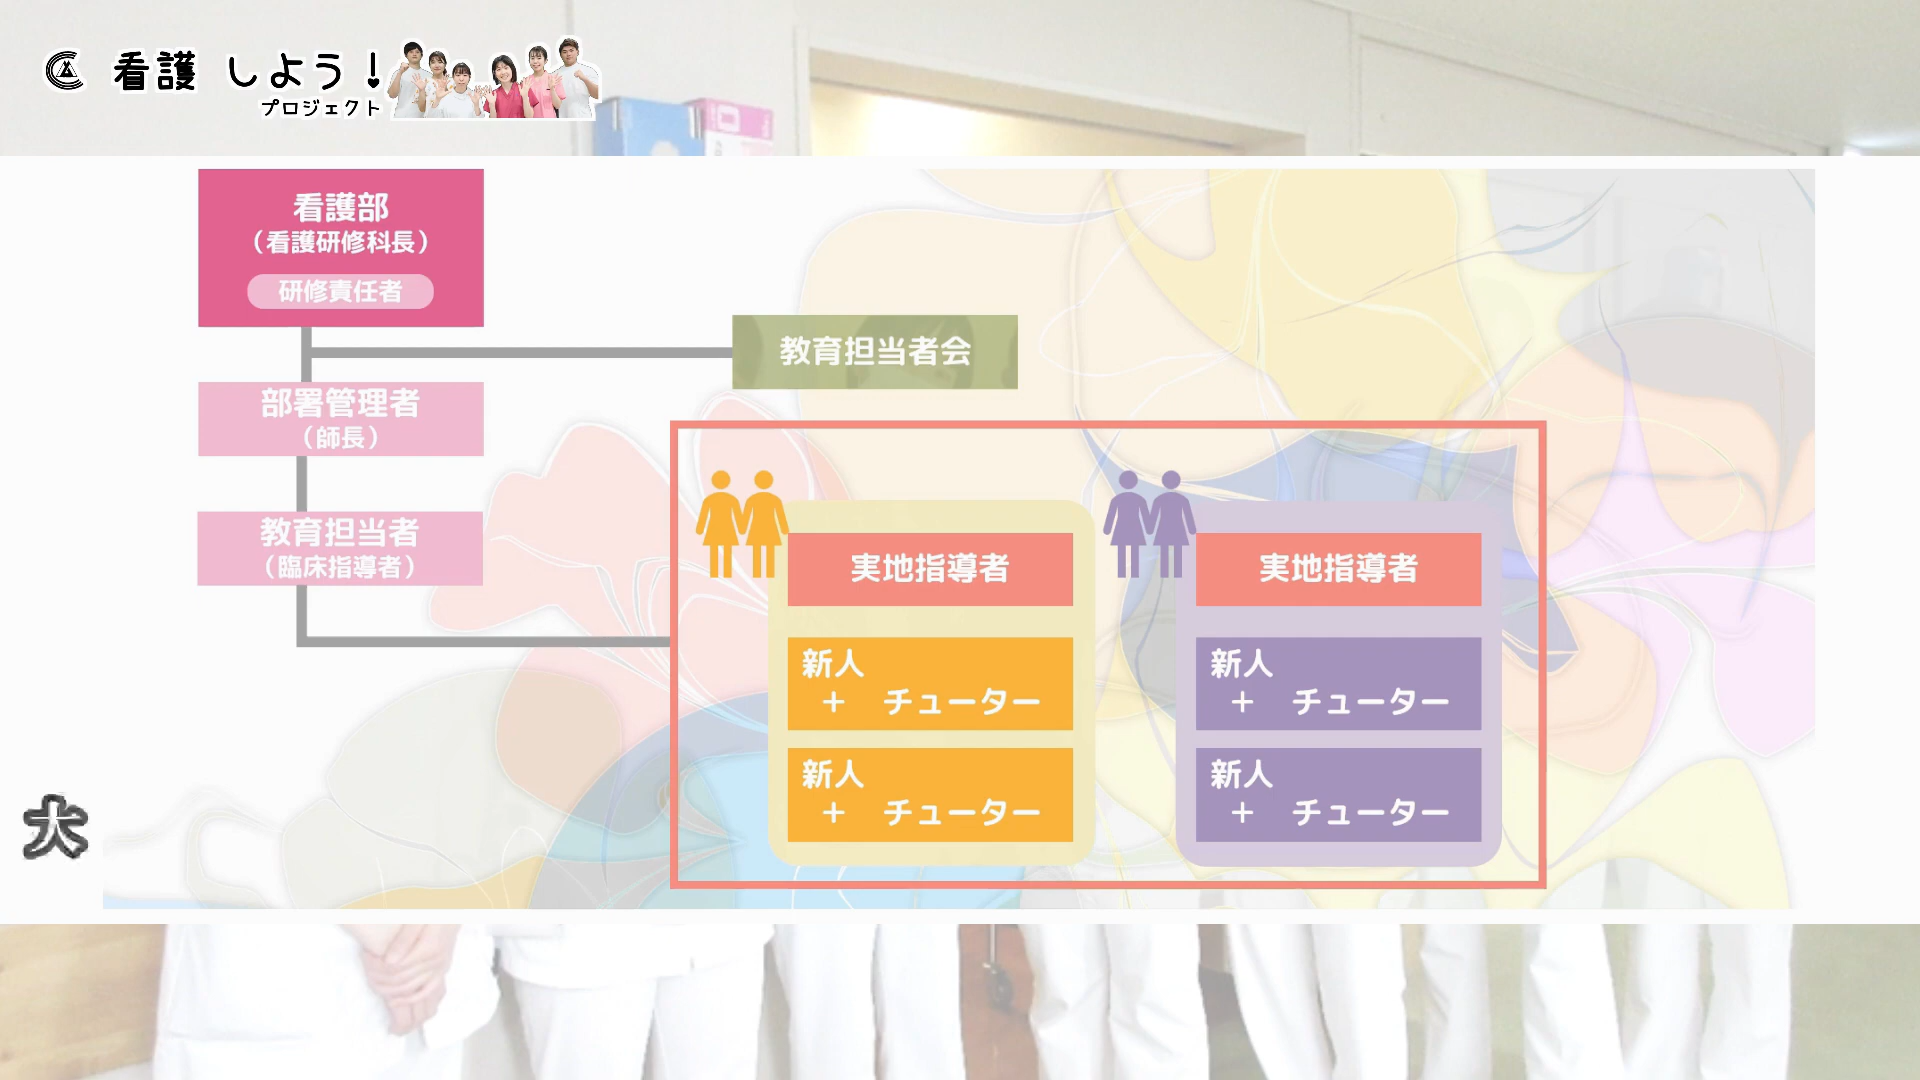 看護 しよう!
プロジェクト
看護部
（看護研修科長）
研修責任者
教育担当者会
部署管理者
（師長）
教育担当者
（臨床指導者）
実地指導者
新人
＋ チューター
新人
＋ チューター
実地指導者
新人
＋ チューター
新人
＋ チューター
大